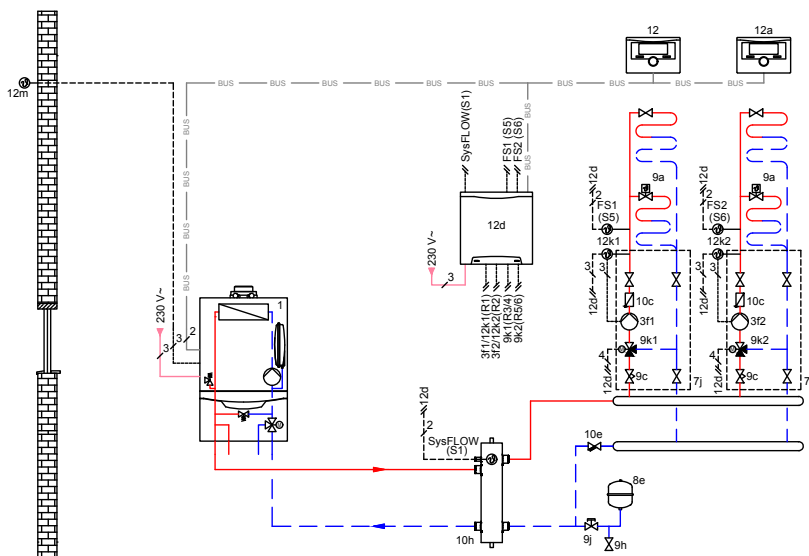 12
12a
BUS BUS BUS BUS BUS BUS BUS BUS BUS
12m
BUS
BUS
SysFLOW(S1)
FS1 (S5)
FS2 (S6)
12d
9a
12d
9a
2
FS1
(S5)
2
FS2
(S6)
12d
12k1
12k2
230 V~
3
3
3
3
3
12d
12d
1
230 V~
3
3
2
3f1/12k1(R1)
3f2/12k2(R2)
9k1(R3/4)
9k2(R5/6)
10c
10c
3f1
3f2
9k1
9k2
4
4
12d
9c
12d
9c
7j
7
12d
2
SysFLOW
(S1)
10e
8e
10h
9j
9h